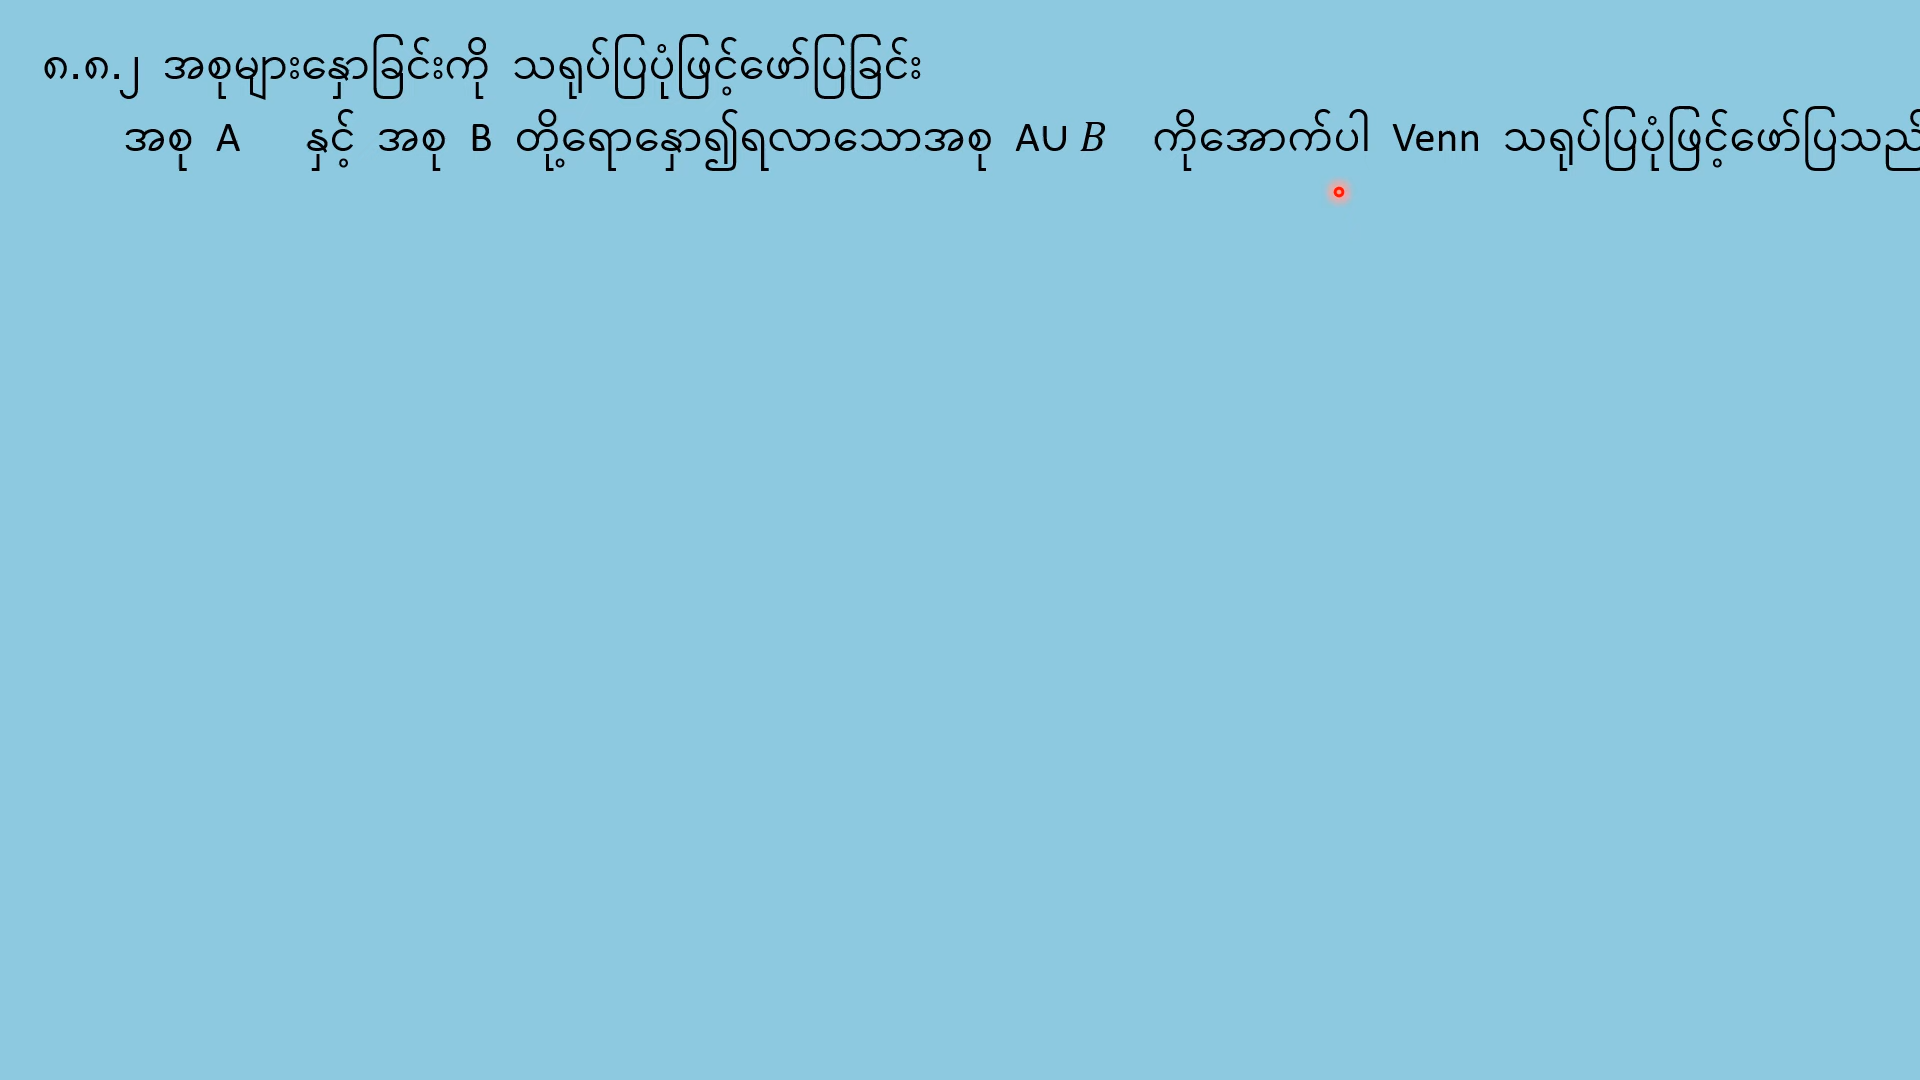 ၈.၈.၂ အစုများနှောခြင်းကို သရုပ်ပြပုံဖြင့်ဖော်ပြခြင်း
အစု A နှင့် အစု B တို့ရောနှော၍ရလာသောအစု AU B ကိုအောက်ပါ Venn သရုပ်ပြပုံဖြင့်ဖော်ပြသည်